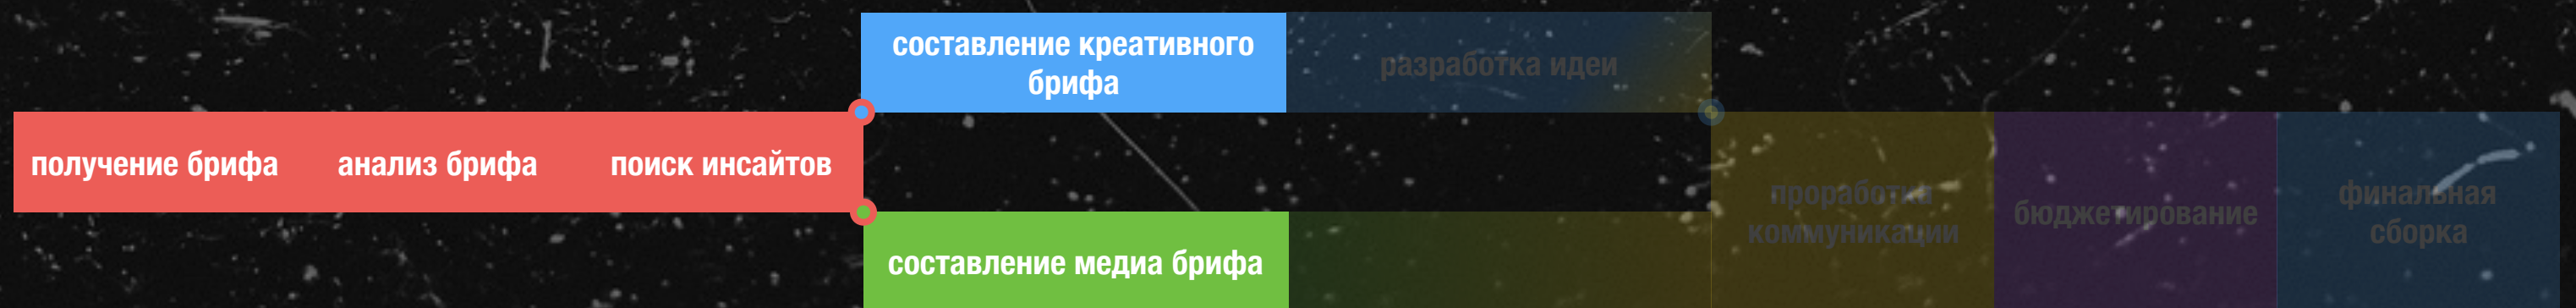 составление креативного
брифа
разработка идеи
получение брифа
анализ брифа
поиск инсайтов
составление медиа брифа
проработка
коммуникации
бюджетирование
финальная
сборка